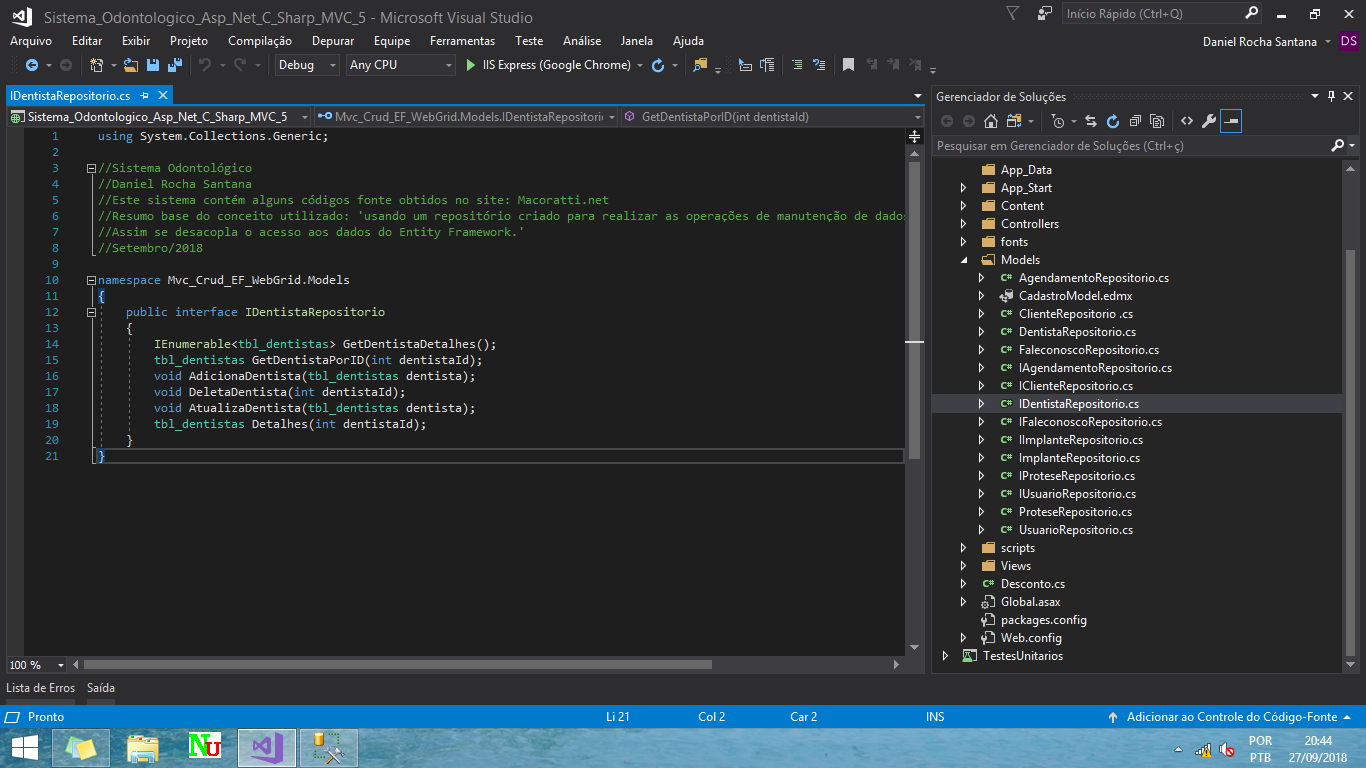 Sistema_Odontologico_Asp_Net_C_Sharp_MVC_5 - Microsoft Visual Studio
Início Rápido (Ctrl+Q)
Arquivo Editar Exibir Projeto Compilação Depurar Equipe Ferramentas Teste Análise Janela Ajuda
Daniel Rocha Santana DS
Debug Any CPU IIS Express (Google Chrome)
IDentistaRepositorio.cs
Sistema_Odontologico_Asp_Net_C_Sharp_MVC_5 Mvc_Crud_EF_WebGrid.Models.IDentistaRepositorio GetDentistaPorID(int dentistaId)
1 using System.Collections.Generic;
2
3 //Sistema Odontológico
4 //Daniel Rocha Santana
5 //Este sistema contém alguns códigos fonte obtidos no site: Macoratti.net
6 //Resumo base do conceito utilizado: 'usando um repositório criado para realizar as operações de manutenção de dados
7 //Assim se desacopla o acesso aos dados do Entity Framework.'
8 //Setembro/2018
9
10 namespace Mvc_Crud_EF_WebGrid.Models
11 {
12 public interface IDentistaRepositorio
13 {
14 IEnumerable<tbl_dentistas> GetDentistaDetalhes();
15 tbl_dentistas GetDentistaPorID(int dentistaId);
16 void AdicionaDentista(tbl_dentistas dentista);
17 void DeletaDentista(int dentistaId);
18 void AtualizaDentista(tbl_dentistas dentista);
19 tbl_dentistas Detalhes(int dentistaId);
20 }
21 }
100 %
Lista de Erros Saída
Gerenciador de Soluções
Pesquisar em Gerenciador de Soluções (Ctrl+ç)
App_Data
App_Start
Content
Controllers
fonts
Models
C# AgendamentoRepositorio.cs
CadastroModel.edmx
C# ClienteRepositorio .cs
C# DentistaRepositorio.cs
C# FaleconoscoRepositorio.cs
C# IAgendamentoRepositorio.cs
C# IClienteRepositorio.cs
C# IDentistaRepositorio.cs
C# IFaleconoscoRepositorio.cs
C# IImplanteRepositorio.cs
C# ImplanteRepositorio.cs
C# IProteseRepositorio.cs
C# IUsuarioRepositorio.cs
C# ProteseRepositorio.cs
C# UsuarioRepositorio.cs
scripts
Views
C# Desconto.cs
Global.asax
packages.config
Web.config
TestesUnitarios
Pronto Li 21 Col 2 Car 2 INS Adicionar ao Controle do Código-Fonte
NU
POR 20:44
PTB 27/09/2018